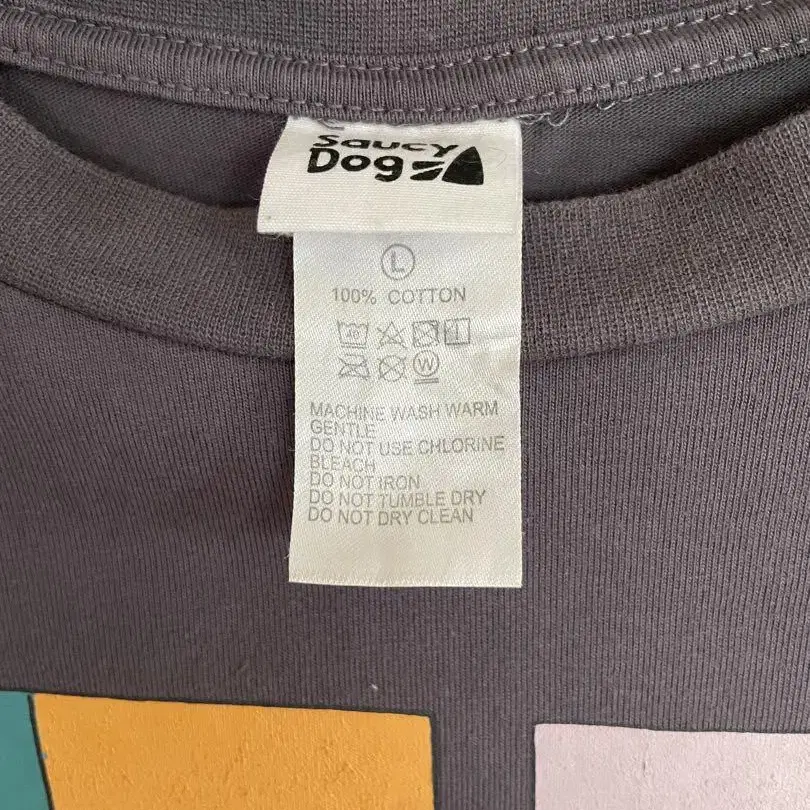 Saucy
Dog
L
100% COTTON
40
W
MACHINE WASH WARM
GENTLE
DO NOT USE CHLORINE
BLEACH
DO NOT IRON
DO NOT TUMBLE DRY
DO NOT DRY CLEAN